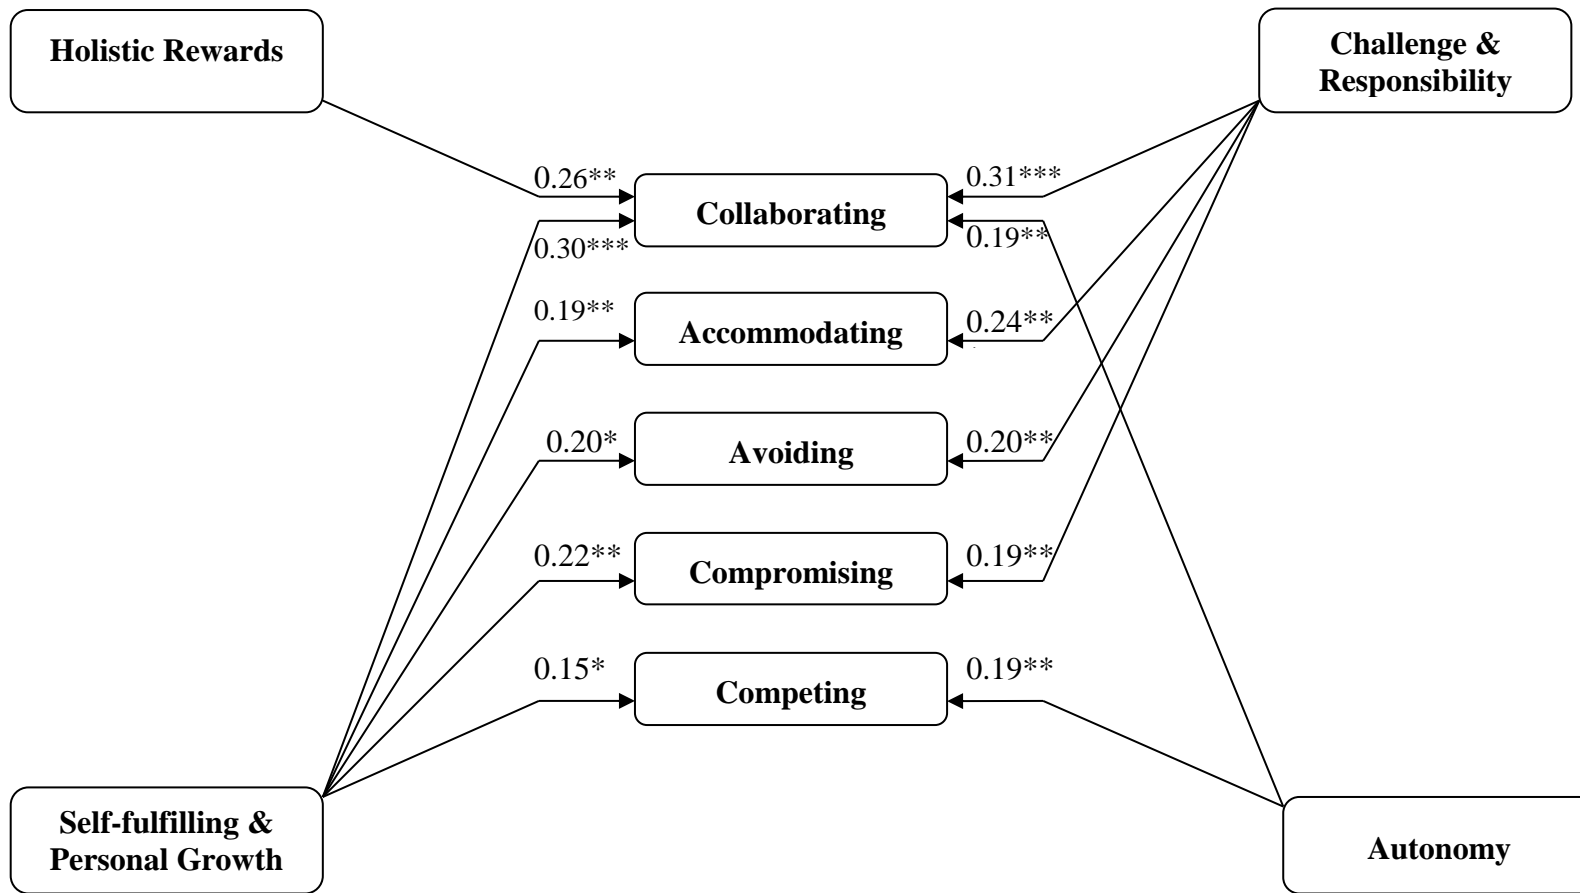 Holistic Rewards
Challenge &
Responsibility
0.26**
0.31***
Collaborating
0.30***
0.19**
0.19**
Accommodating
0.24**
0.20*
Avoiding
0.20**
0.22**
Compromising
0.19**
0.15*
Competing
0.19**
Self-fulfilling &
Personal Growth
Autonomy